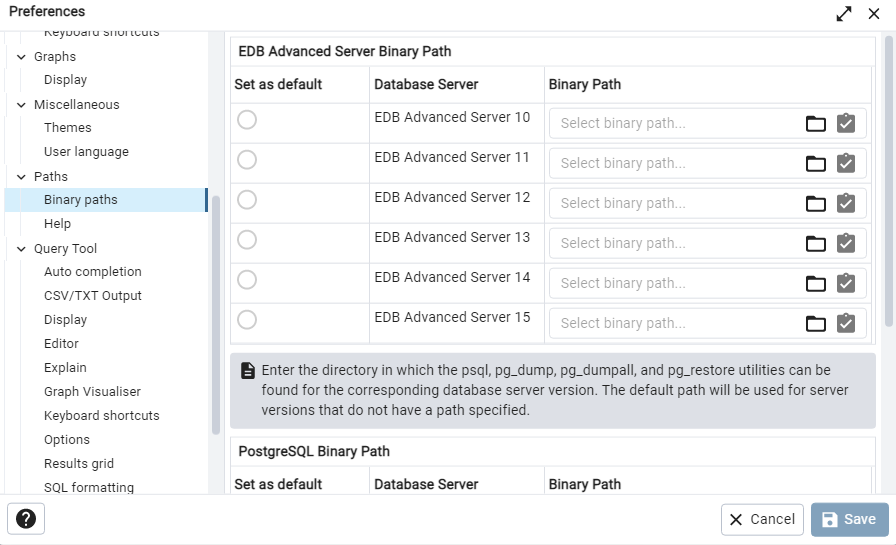 Preferences
Keyboard shortcuts
Graphs
Display
Miscellaneous
Themes
User language
Paths
Binary paths
Help
Query Tool
Auto completion
CSV/TXT Output
Display
Editor
Explain
Graph Visualiser
Keyboard shortcuts
Options
Results grid
SQL formatting
EDB Advanced Server Binary Path
Set as default Database Server Binary Path
EDB Advanced Server 10 Select binary path...
EDB Advanced Server 11 Select binary path...
EDB Advanced Server 12 Select binary path...
EDB Advanced Server 13 Select binary path...
EDB Advanced Server 14 Select binary path...
EDB Advanced Server 15 Select binary path...
Enter the directory in which the psql, pg_dump, pg_dumpall, and pg_restore utilities can be
found for the corresponding database server version. The default path will be used for server
versions that do not have a path specified.
PostgreSQL Binary Path
Set as default Database Server Binary Path
? Cancel Save